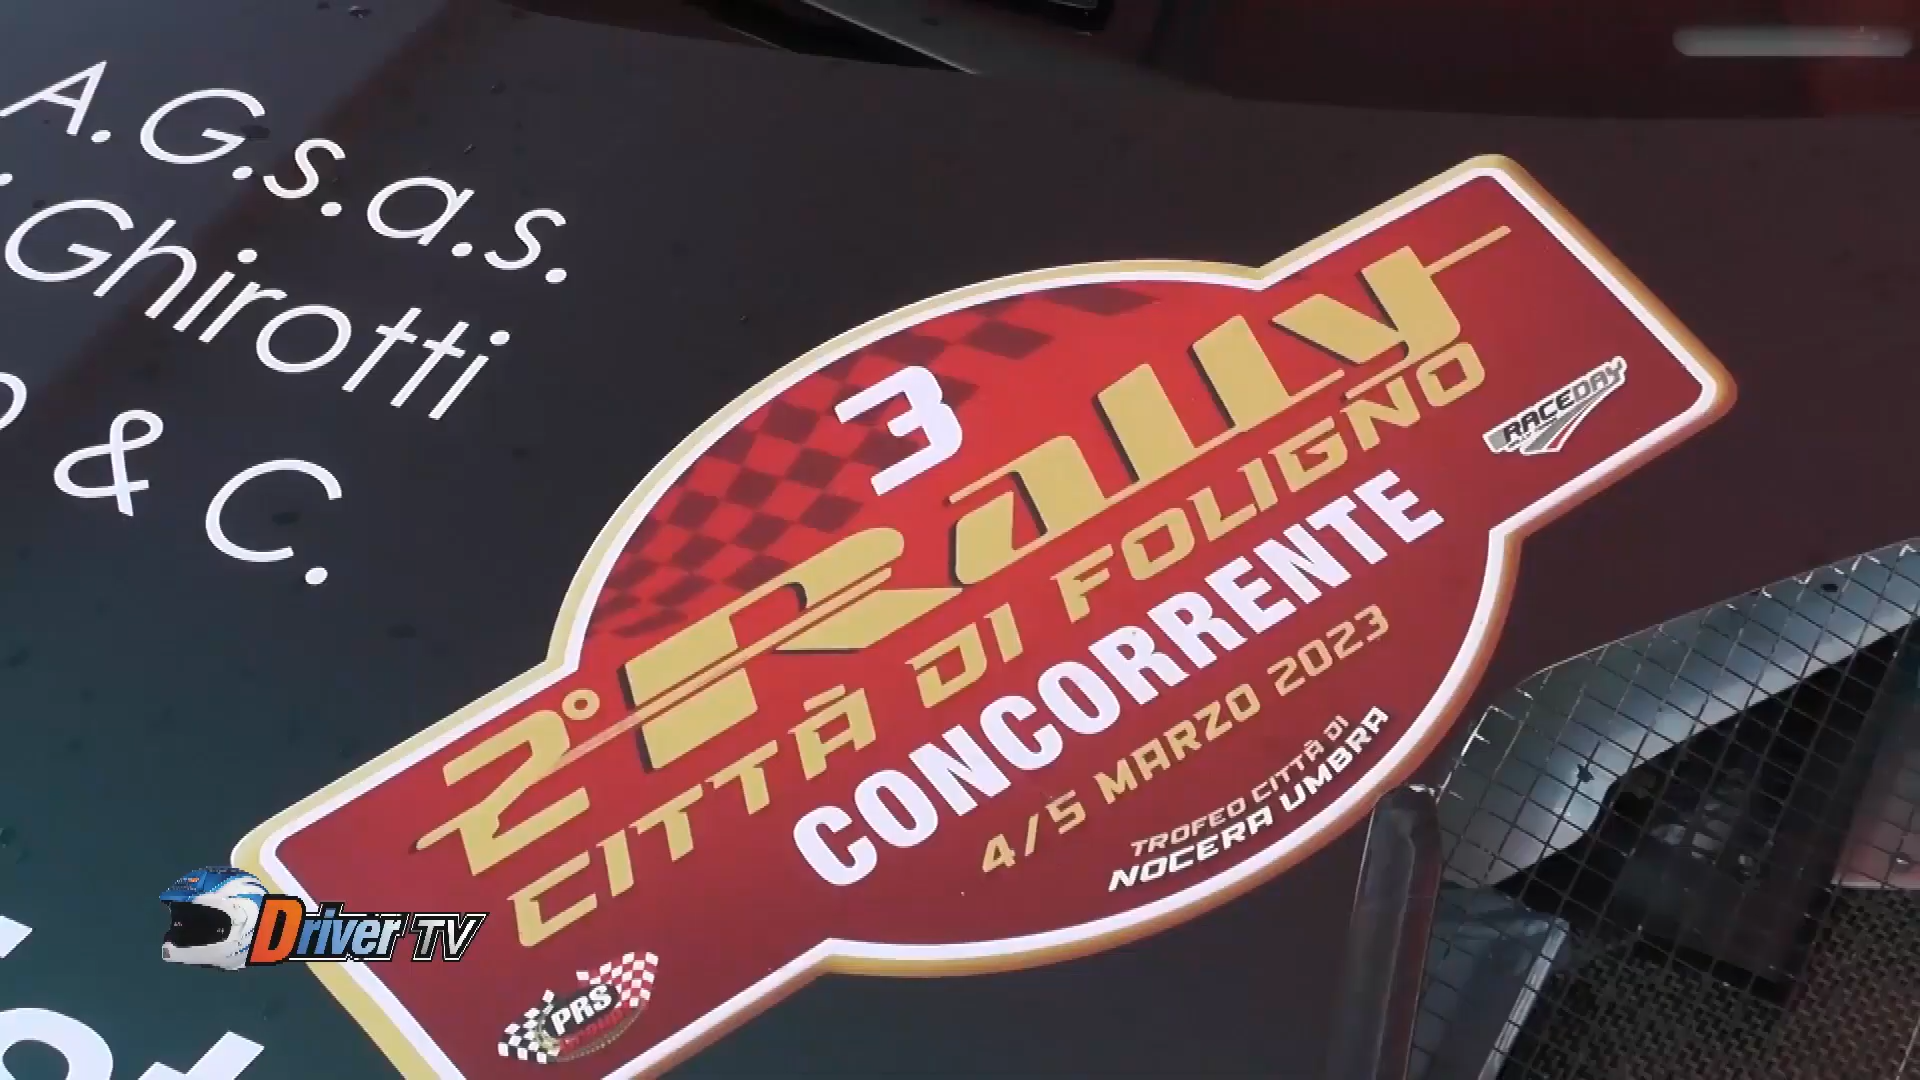 A.G.s.a.s.
Ghirotti
& C.
3
2° Rally
CITTÀ DI FOLIGNO
CONCORRENTE
4/5 MARZO 2023
TROFEO CITTÀ DI
NOCERA UMBRA
RACEDAY
PRS
DRIVER TV